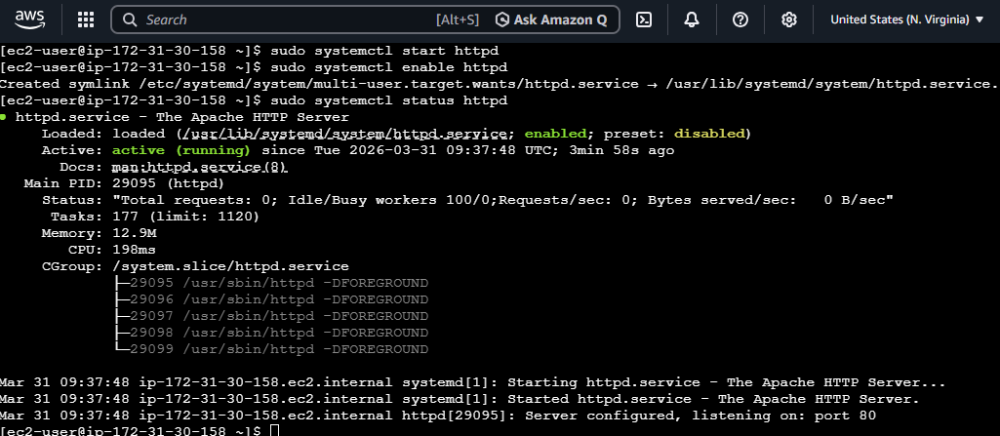 aws
Search [Alt+S] Ask Amazon Q United States (N. Virginia) ▼
[ec2-user@ip-172-31-30-158 ~]$ sudo systemctl start httpd
[ec2-user@ip-172-31-30-158 ~]$ sudo systemctl enable httpd
Created symlink /etc/systemd/system/multi-user.target.wants/httpd.service → /usr/lib/systemd/system/httpd.service.
[ec2-user@ip-172-31-30-158 ~]$ sudo systemctl status httpd
● httpd.service - The Apache HTTP Server
     Loaded: loaded (/usr/lib/systemd/system/httpd.service; enabled; preset: disabled)
     Active: active (running) since Tue 2026-03-31 09:37:48 UTC; 3min 58s ago
       Docs: man:httpd.service(8)
   Main PID: 29095 (httpd)
     Status: "Total requests: 0; Idle/Busy workers 100/0;Requests/sec: 0; Bytes served/sec:   0 B/sec"
      Tasks: 177 (limit: 1120)
     Memory: 12.9M
        CPU: 198ms
     CGroup: /system.slice/httpd.service
             ├─29095 /usr/sbin/httpd -DFOREGROUND
             ├─29096 /usr/sbin/httpd -DFOREGROUND
             ├─29097 /usr/sbin/httpd -DFOREGROUND
             ├─29098 /usr/sbin/httpd -DFOREGROUND
             └─29099 /usr/sbin/httpd -DFOREGROUND
Mar 31 09:37:48 ip-172-31-30-158.ec2.internal systemd[1]: Starting httpd.service - The Apache HTTP Server...
Mar 31 09:37:48 ip-172-31-30-158.ec2.internal systemd[1]: Started httpd.service - The Apache HTTP Server.
Mar 31 09:37:48 ip-172-31-30-158.ec2.internal httpd[29095]: Server configured, listening on: port 80
[ec2-user@ip-172-31-30-158 ~]$